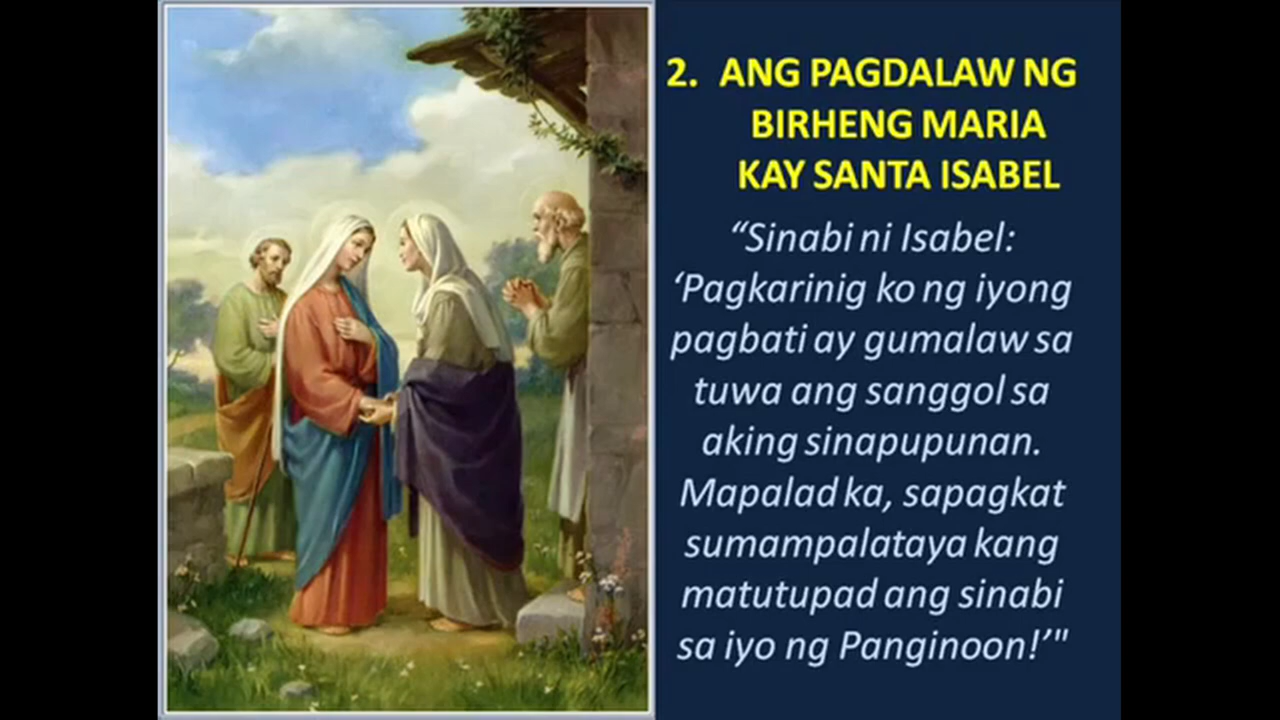 2. ANG PAGDALAW NG
BIRHENG MARIA
KAY SANTA ISABEL
“Sinabi ni Isabel:
‘Pagkarinig ko ng iyong
pagbati ay gumalaw sa
tuwa ang sanggol sa
aking sinapupunan.
Mapalad ka, sapagkat
sumampalataya kang
matutupad ang sinabi
sa iyo ng Panginoon!’"